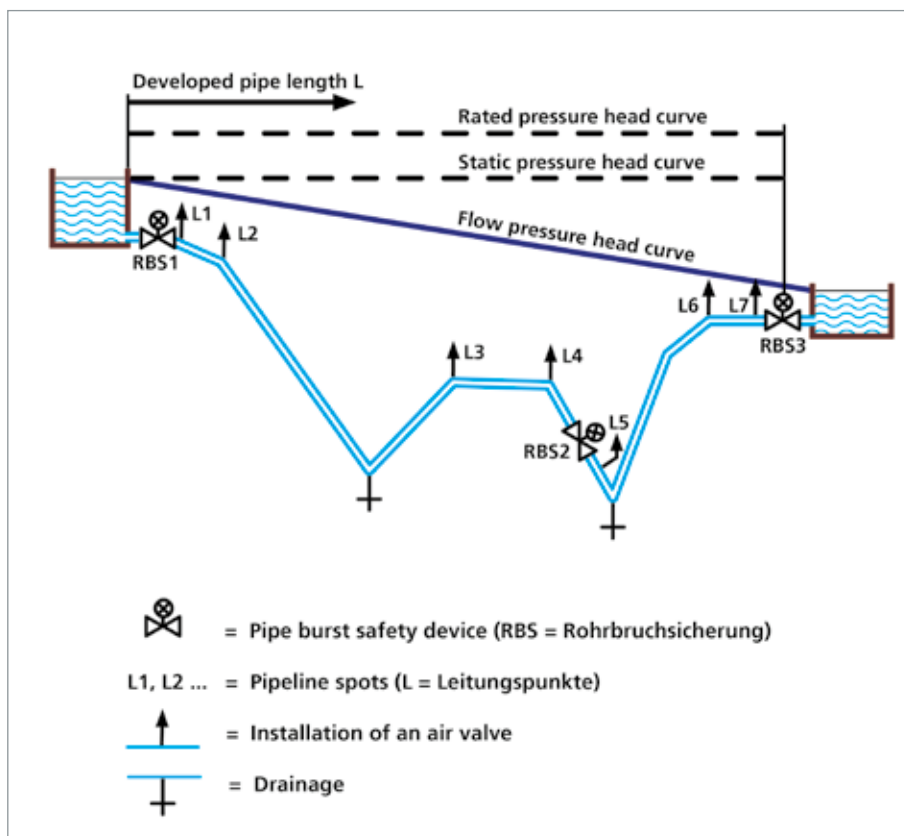 Developed pipe length L
Rated pressure head curve
Static pressure head curve
Flow pressure head curve
L1
L2
RBS1
L3
L4
L5
RBS2
L6
L7
RBS3
= Pipe burst safety device (RBS = Rohrbruchsicherung)
L1, L2 ... = Pipeline spots (L = Leitungspunkte)
= Installation of an air valve
= Drainage